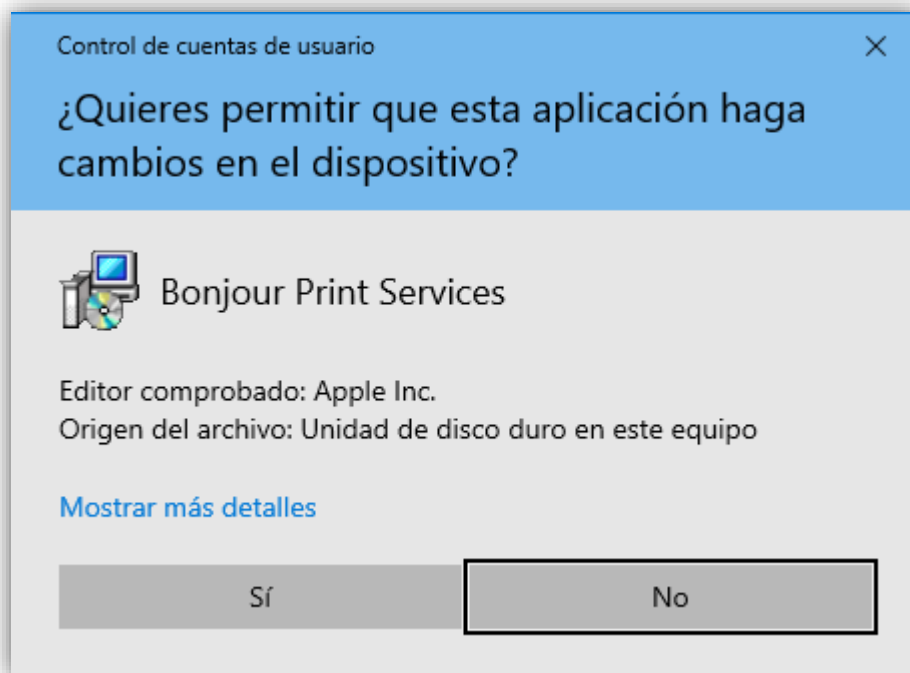 Control de cuentas de usuario
¿Quieres permitir que esta aplicación haga
cambios en el dispositivo?
Bonjour Print Services
Editor comprobado: Apple Inc.
Origen del archivo: Unidad de disco duro en este equipo
Mostrar más detalles
Sí
No